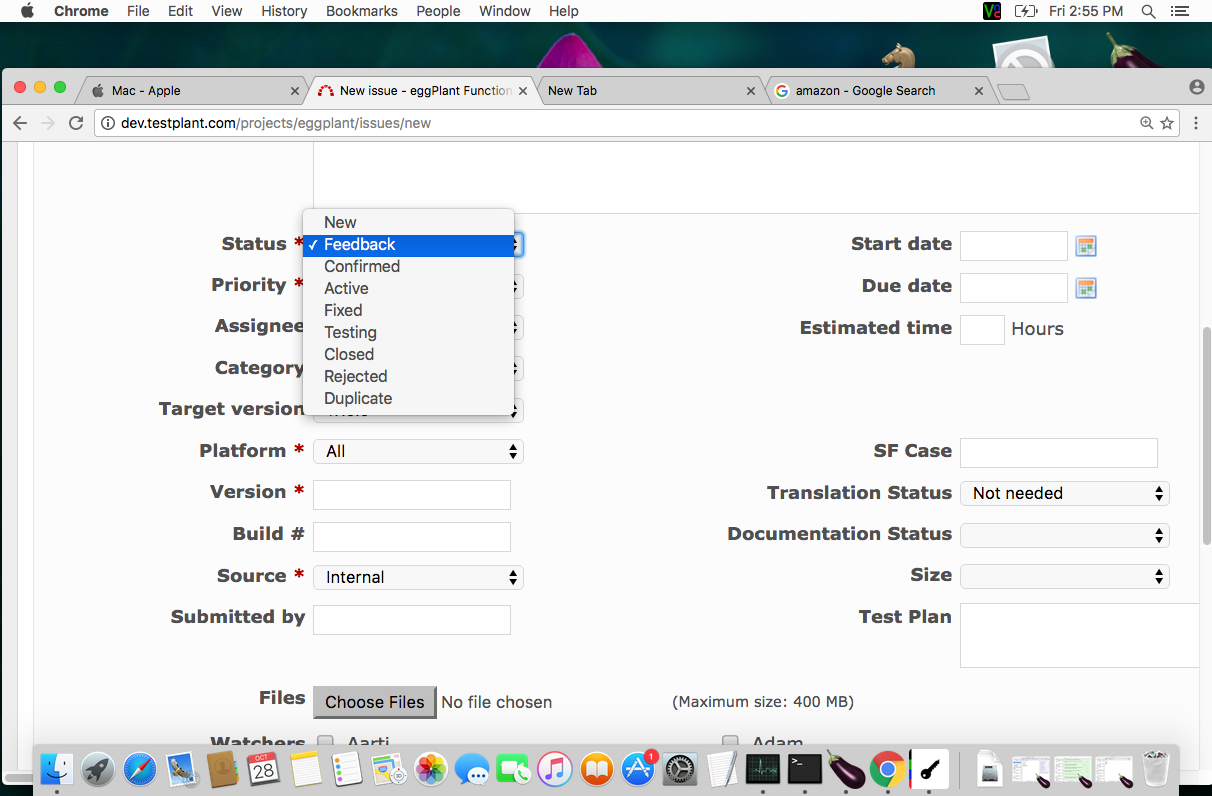 Chrome File Edit View History Bookmarks People Window Help Fri 2:55 PM
Mac - Apple New issue - eggPlant Function New Tab amazon - Google Search
dev.testplant.com/projects/eggplant/issues/new
New
Status * ✓ Feedback Start date
Confirmed
Priority * Due date
Active
Fixed
Assignee Estimated time Hours
Testing
Closed
Category
Rejected
Duplicate
Target version
Platform * All SF Case
Version * Translation Status Not needed
Build # Documentation Status
Source * Internal Size
Submitted by Test Plan
Files Choose Files No file chosen (Maximum size: 400 MB)
Watchers Aarti Adam
OCT
28
1